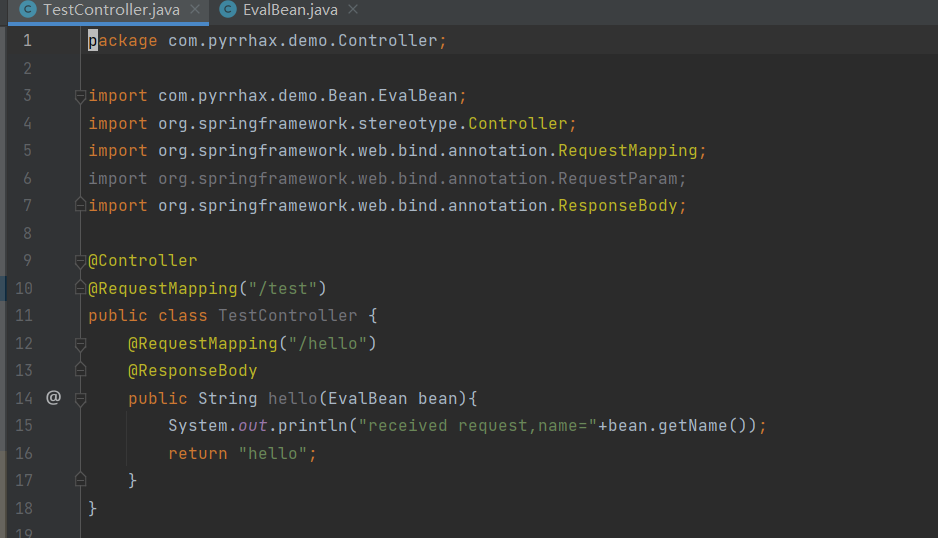 TestController.java EvalBean.java
1 package com.pyrrhax.demo.Controller;
2
3 import com.pyrrhax.demo.Bean.EvalBean;
4 import org.springframework.stereotype.Controller;
5 import org.springframework.web.bind.annotation.RequestMapping;
6 import org.springframework.web.bind.annotation.RequestParam;
7 import org.springframework.web.bind.annotation.ResponseBody;
8
9 @Controller
10 @RequestMapping("/test")
11 public class TestController {
12 @RequestMapping("/hello")
13 @ResponseBody
14 @ public String hello(EvalBean bean){
15 System.out.println("received request,name="+bean.getName());
16 return "hello";
17 }
18 }
19